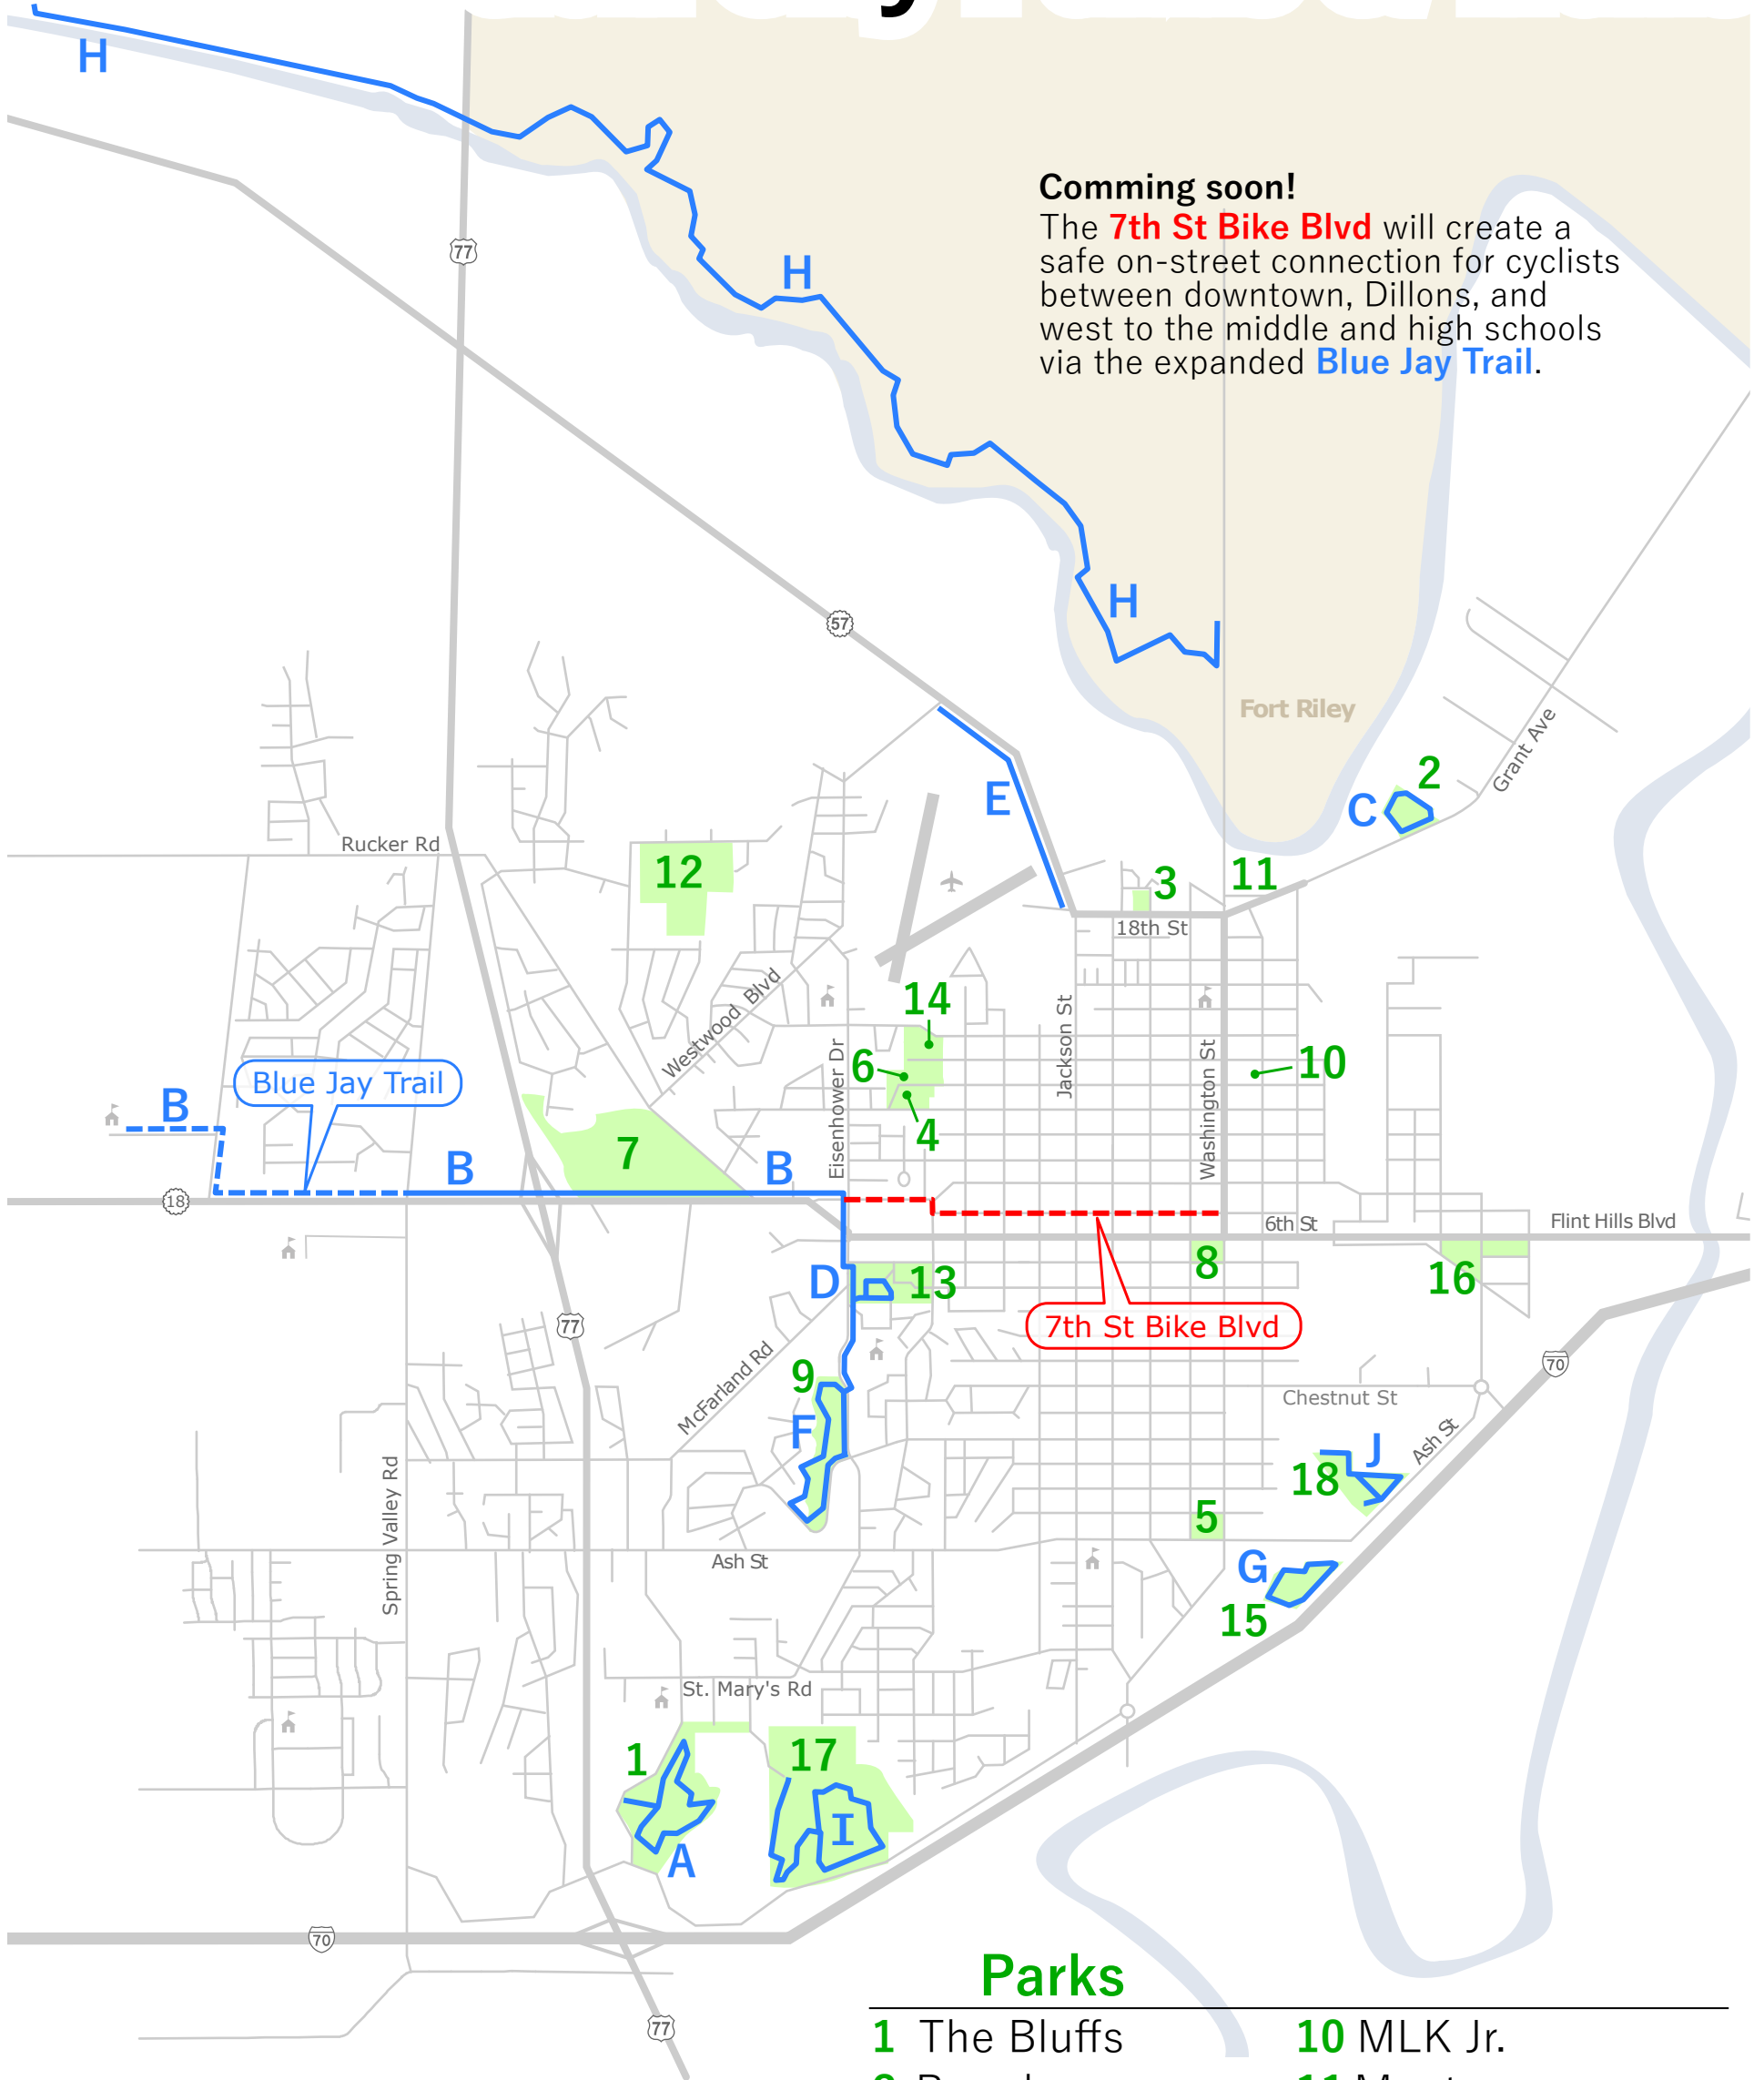 H
77
Comming soon!
The 7th St Bike Blvd will create a
safe on-street connection for cyclists
between downtown, Dillons, and
west to the middle and high schools
via the expanded Blue Jay Trail.
H
57
H
Fort Riley
Grant Ave
2
C
E
Rucker Rd
12
3
11
18th St
Westwood Blvd
14
6
4
Eisenhower Dr
Jackson St
Washington St
10
Blue Jay Trail
B
7
B
B
18
6th St
Flint Hills Blvd
8
16
D
13
77
7th St Bike Blvd
70
McFarland Rd
9
F
Chestnut St
Ash St
J
18
5
Spring Valley Rd
Ash St
G
15
St. Mary's Rd
1
17
I
A
70
77
Parks
1 The Bluffs
10 MLK Jr.